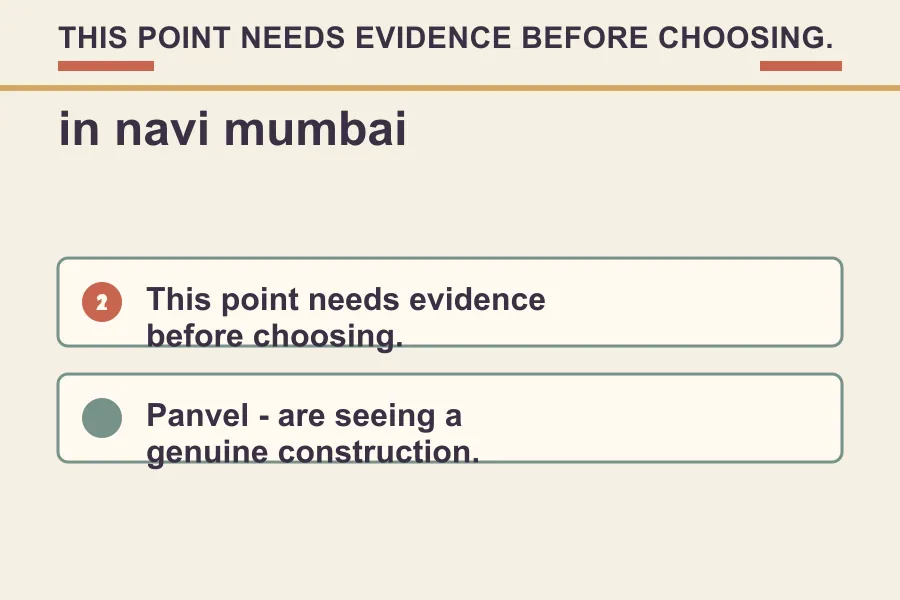 THIS POINT NEEDS EVIDENCE BEFORE CHOOSING.
in navi mumbai
2 This point needs evidence
before choosing.
Panvel - are seeing a
genuine construction.